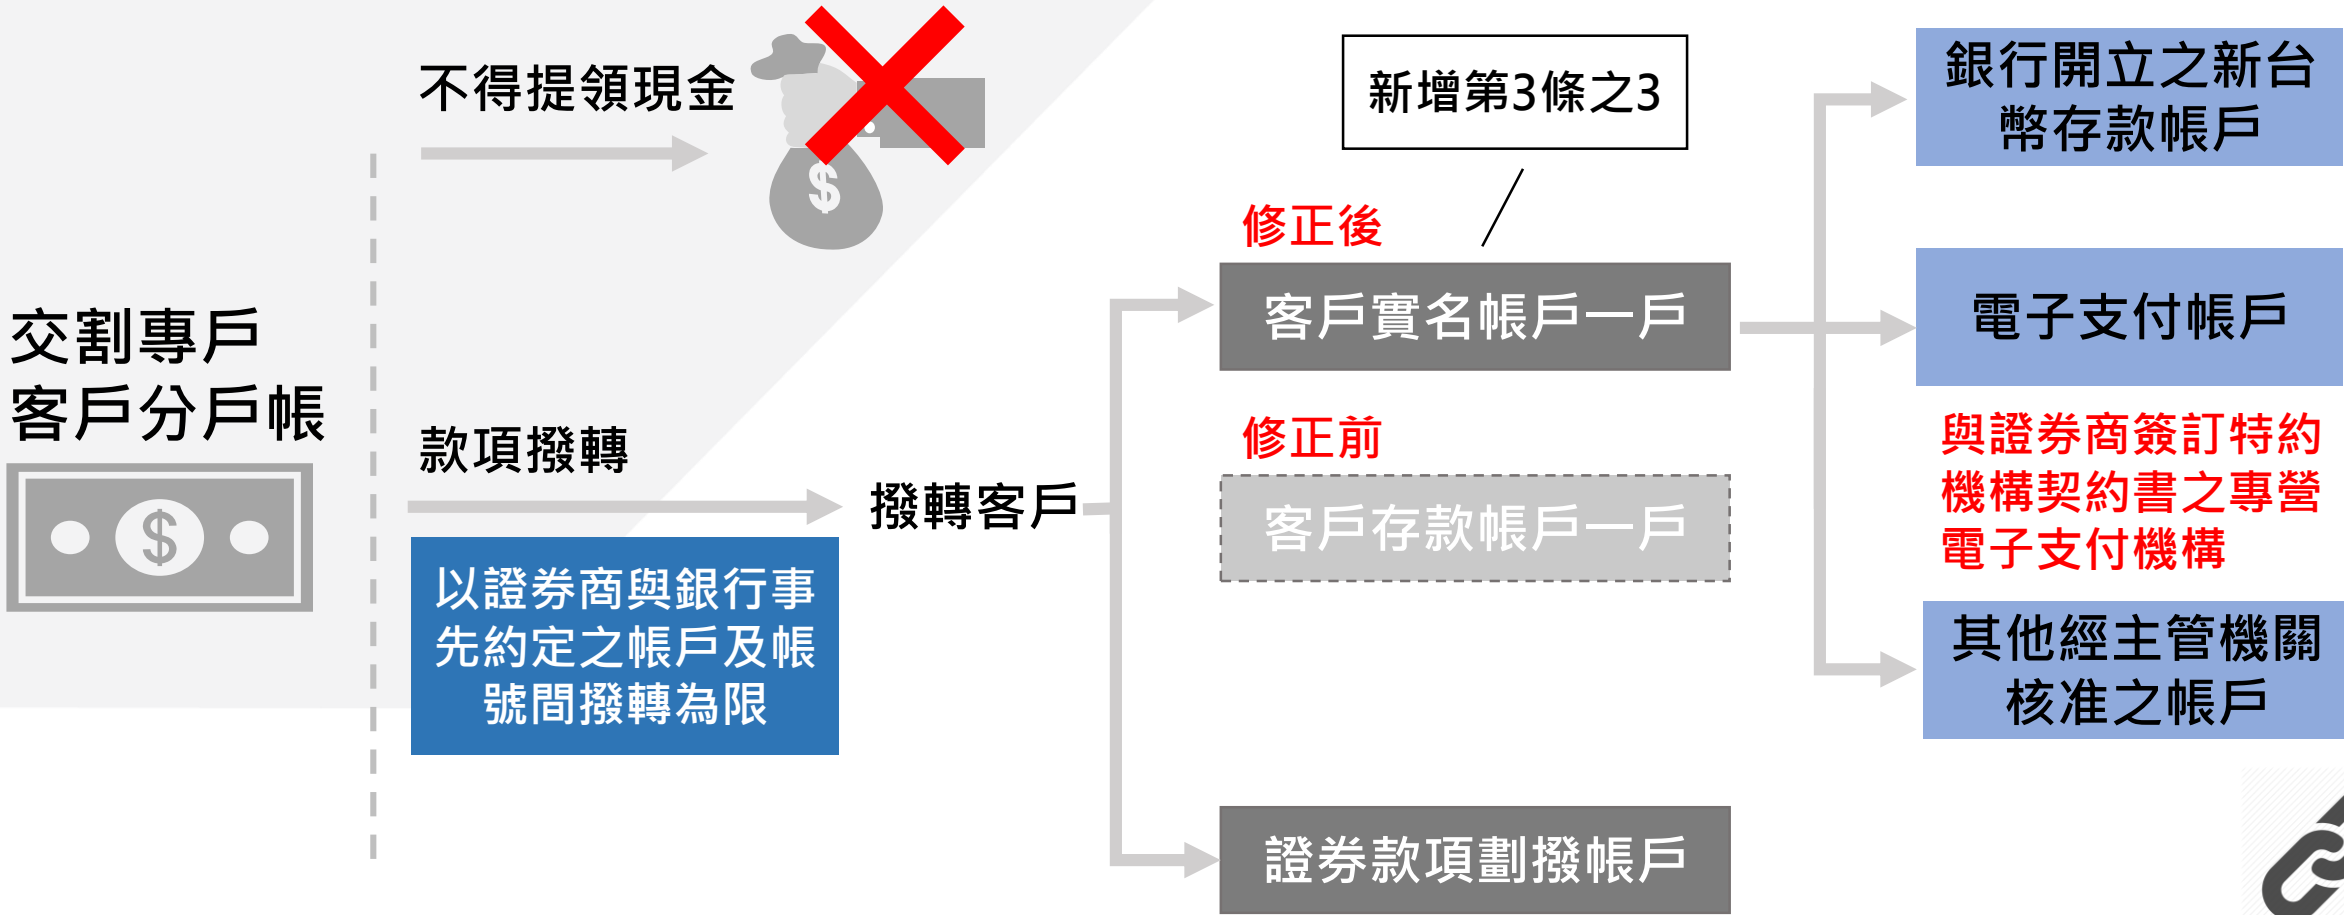 交割專戶
客戶分戶帳
$
不得提領現金
$
款項撥轉
以證券商與銀行事
先約定之帳戶及帳
號間撥轉為限
撥轉客戶
新增第3條之3
修正後
客戶實名帳戶一戶
修正前
客戶存款帳戶一戶
證券款項劃撥帳戶
銀行開立之新台
幣存款帳戶
電子支付帳戶
與證券商簽訂特約
機構契約書之專營
電子支付機構
其他經主管機關
核准之帳戶